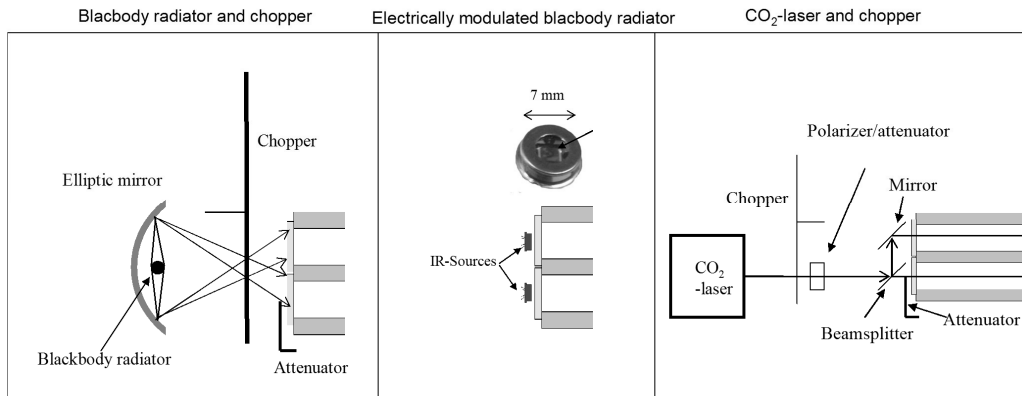 Blacbody radiator and chopper
Electrically modulated blacbody radiator
CO₂-laser and chopper
Chopper
Elliptic mirror
Blackbody radiator
Attenuator
7 mm
IR-Sources
Polarizer/attenuator
Mirror
Chopper
CO₂
-laser
Beamsplitter
Attenuator